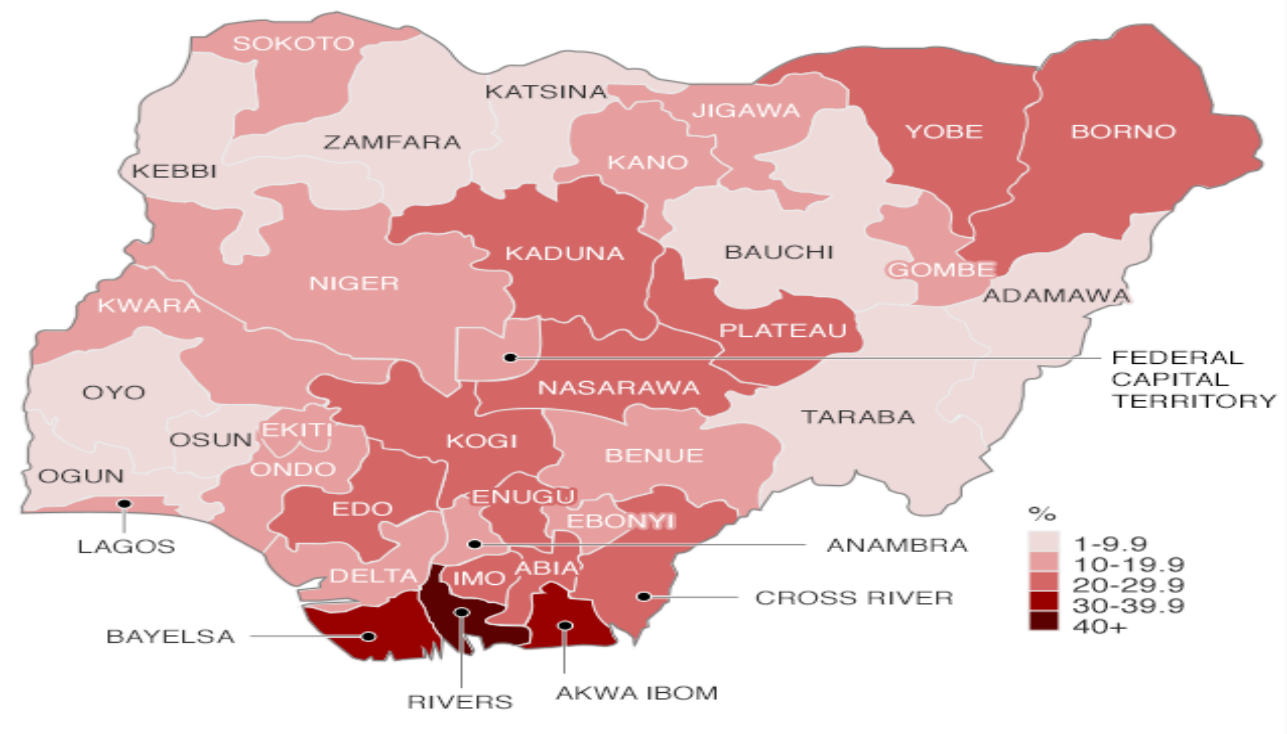 SOKOTO
KATSINA
JIGAWA
ZAMFARA
YOBE
BORNO
KEBBI
KANO
KADUNA
BAUCHI
GOMBE
NIGER
ADAMAWA
KWARA
PLATEAU
FEDERAL
CAPITAL
TERRITORY
OYO
NASARAWA
TARABA
EKITI
OSUN
KOGI
BENUE
OGUN
ONDO
ENUGU
EDO
EBONYI
%
LAGOS
ANAMBRA
1-9.9
10-19.9
20-29.9
30-39.9
40+
DELTA
IMO
ABIA
CROSS RIVER
BAYELSA
RIVERS
AKWA IBOM